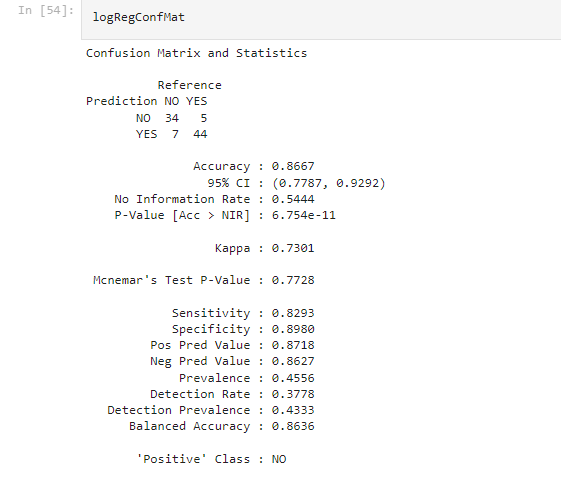 In [54]:
logRegConfMat
Confusion Matrix and Statistics
Reference
Prediction NO YES
NO 34 5
YES 7 44
Accuracy : 0.8667
95% CI : (0.7787, 0.9292)
No Information Rate : 0.5444
P-Value [Acc > NIR] : 6.754e-11
Kappa : 0.7301
Mcnemar's Test P-Value : 0.7728
Sensitivity : 0.8293
Specificity : 0.8980
Pos Pred Value : 0.8718
Neg Pred Value : 0.8627
Prevalence : 0.4556
Detection Rate : 0.3778
Detection Prevalence : 0.4333
Balanced Accuracy : 0.8636
'Positive' Class : NO